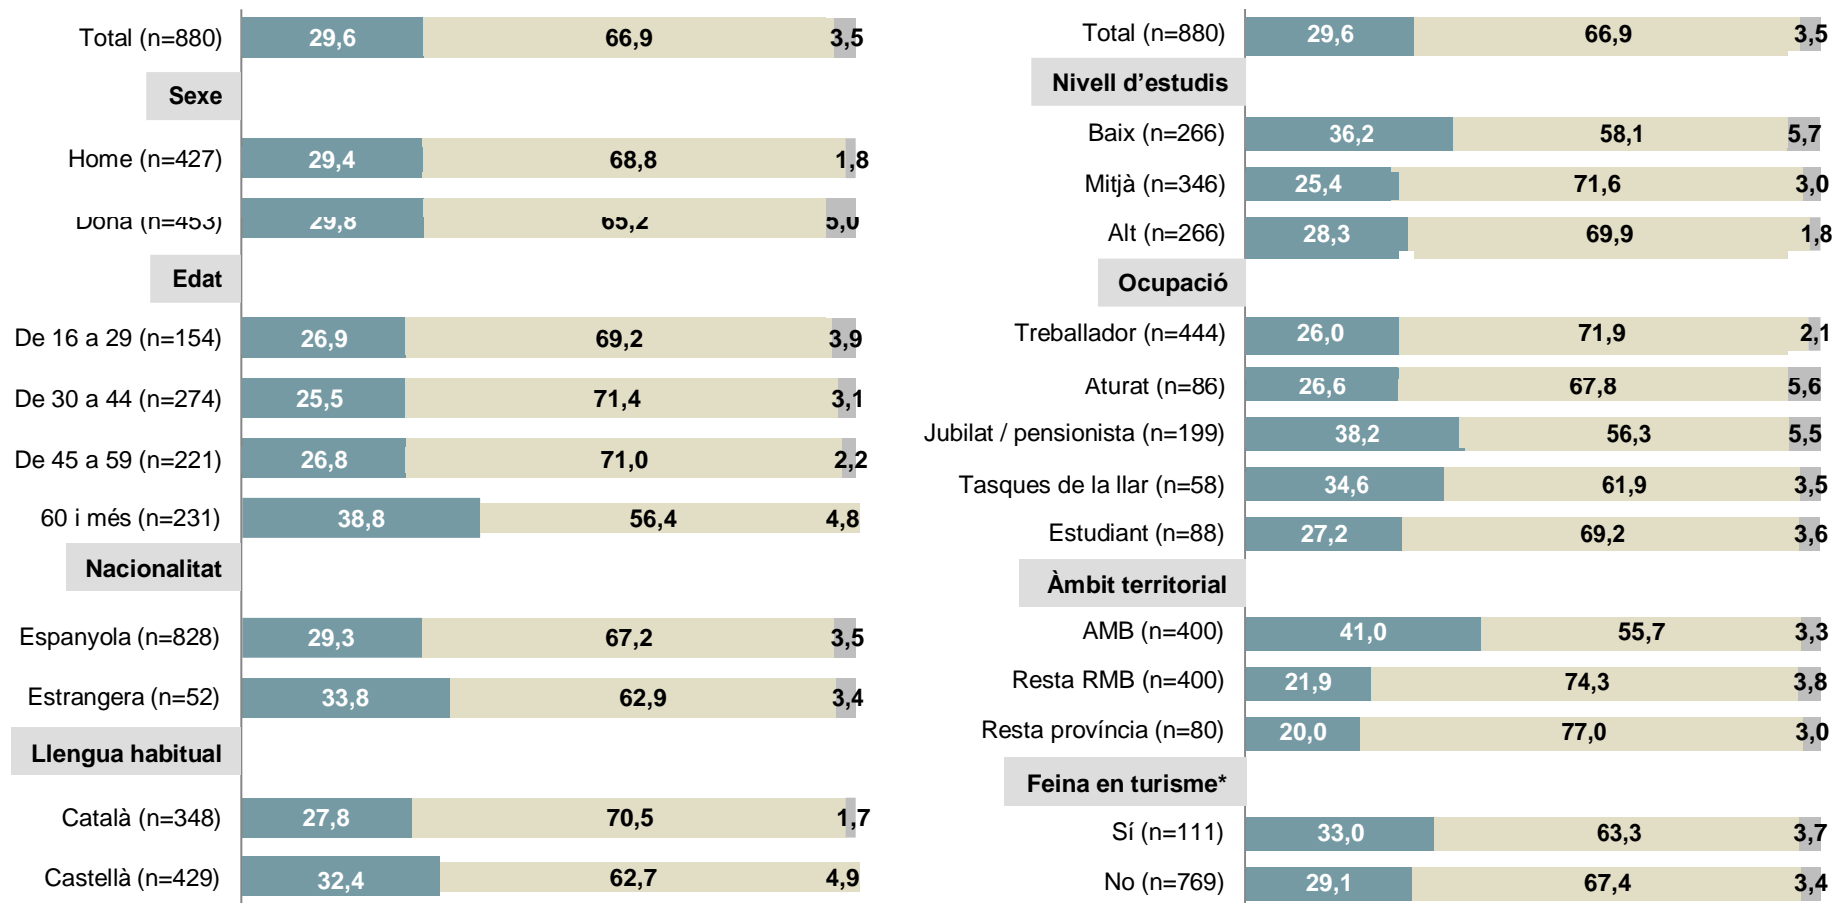 Total (n=880) 29,6 66,9 3,5
Sexe
Home (n=427) 29,4 68,8 1,8
Dona (n=453) 29,8 65,2 5,0
Edat
De 16 a 29 (n=154) 26,9 69,2 3,9
De 30 a 44 (n=274) 25,5 71,4 3,1
De 45 a 59 (n=221) 26,8 71,0 2,2
60 i més (n=231) 38,8 56,4 4,8
Nacionalitat
Espanyola (n=828) 29,3 67,2 3,5
Estrangera (n=52) 33,8 62,9 3,4
Llengua habitual
Català (n=348) 27,8 70,5 1,7
Castellà (n=429) 32,4 62,7 4,9
Total (n=880) 29,6 66,9 3,5
Nivell d’estudis
Baix (n=266) 36,2 58,1 5,7
Mitjà (n=346) 25,4 71,6 3,0
Alt (n=266) 28,3 69,9 1,8
Ocupació
Treballador (n=444) 26,0 71,9 2,1
Aturat (n=86) 26,6 67,8 5,6
Jubilat / pensionista (n=199) 38,2 56,3 5,5
Tasques de la llar (n=58) 34,6 61,9 3,5
Estudiant (n=88) 27,2 69,2 3,6
Àmbit territorial
AMB (n=400) 41,0 55,7 3,3
Resta RMB (n=400) 21,9 74,3 3,8
Resta província (n=80) 20,0 77,0 3,0
Feina en turisme*
Sí (n=111) 33,0 63,3 3,7
No (n=769) 29,1 67,4 3,4